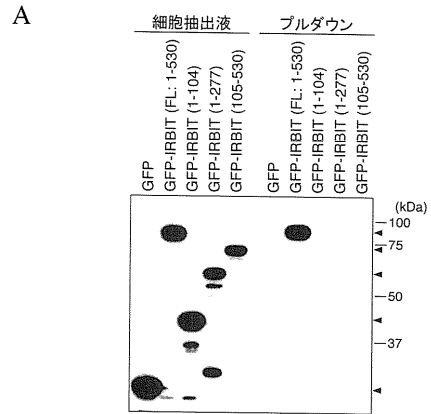 A
細胞抽出液
プルダウン
GFP
GFP-IRBIT (FL: 1-530)
GFP-IRBIT (1-104)
GFP-IRBIT (1-277)
GFP-IRBIT (105-530)
GFP
GFP-IRBIT (FL: 1-530)
GFP-IRBIT (1-104)
GFP-IRBIT (1-277)
GFP-IRBIT (105-530)
(kDa)
100
75
50
37